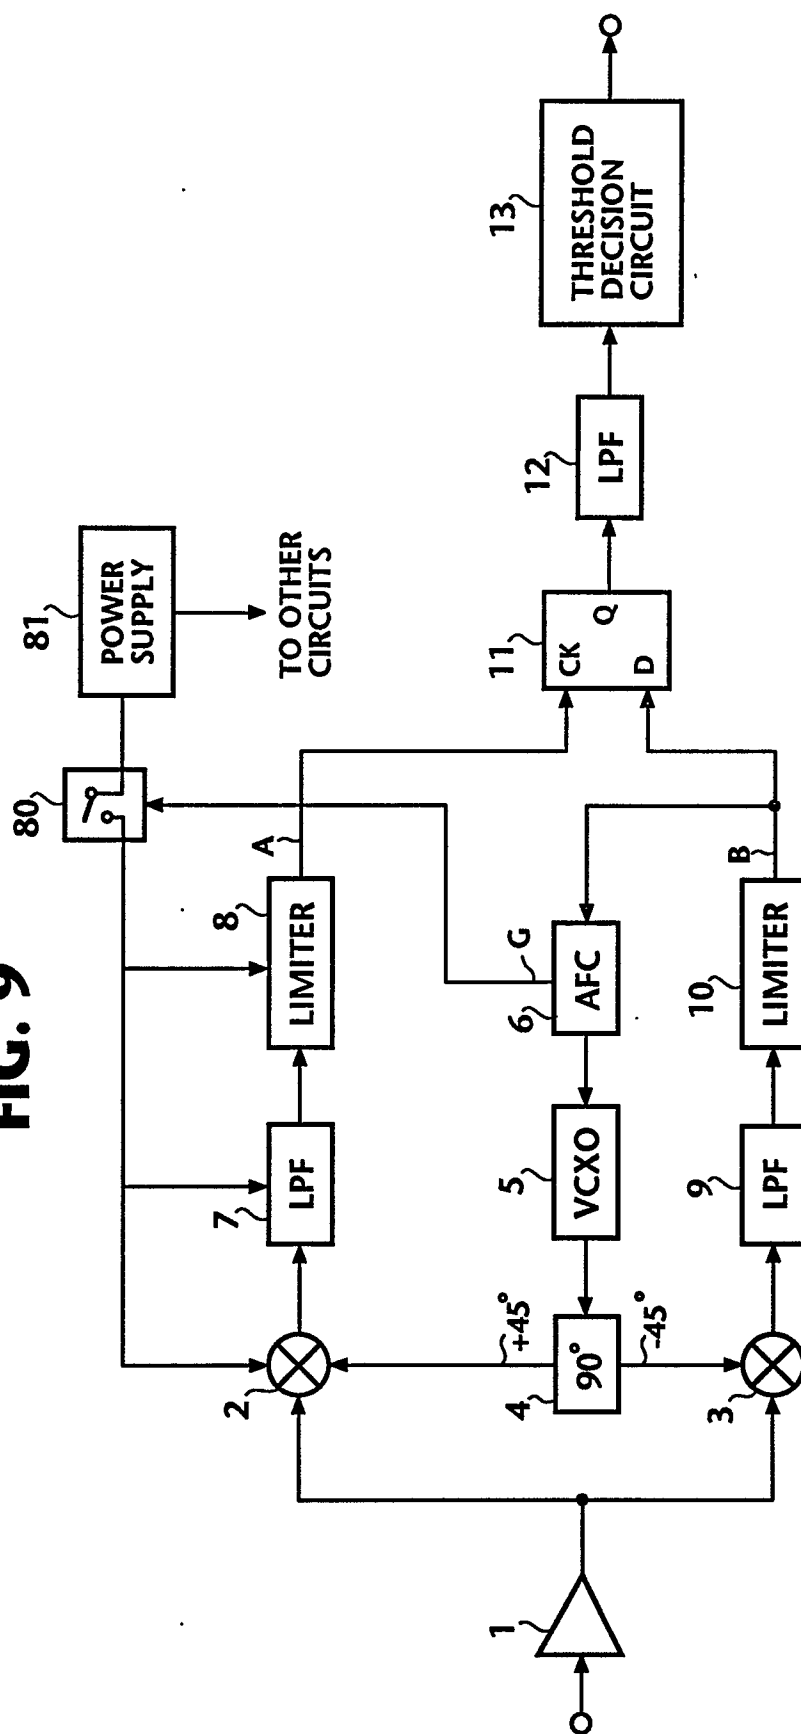 FIG. 9
80
81
POWER
SUPPLY
TO OTHER
CIRCUITS
A
8
LIMITER
7
LPF
2
+45°
4
90°
-45°
5
VCXO
6
AFC
G
1
3
9
LPF
10
LIMITER
B
11
CK
Q
D
12
LPF
13
THRESHOLD
DECISION
CIRCUIT